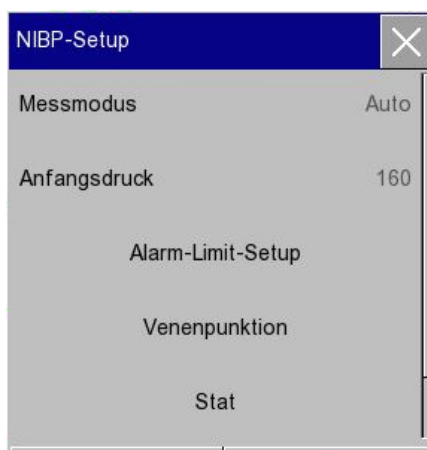 NIBP-Setup
Messmodus Auto
Anfangsdruck 160
Alarm-Limit-Setup
Venenpunktion
Stat